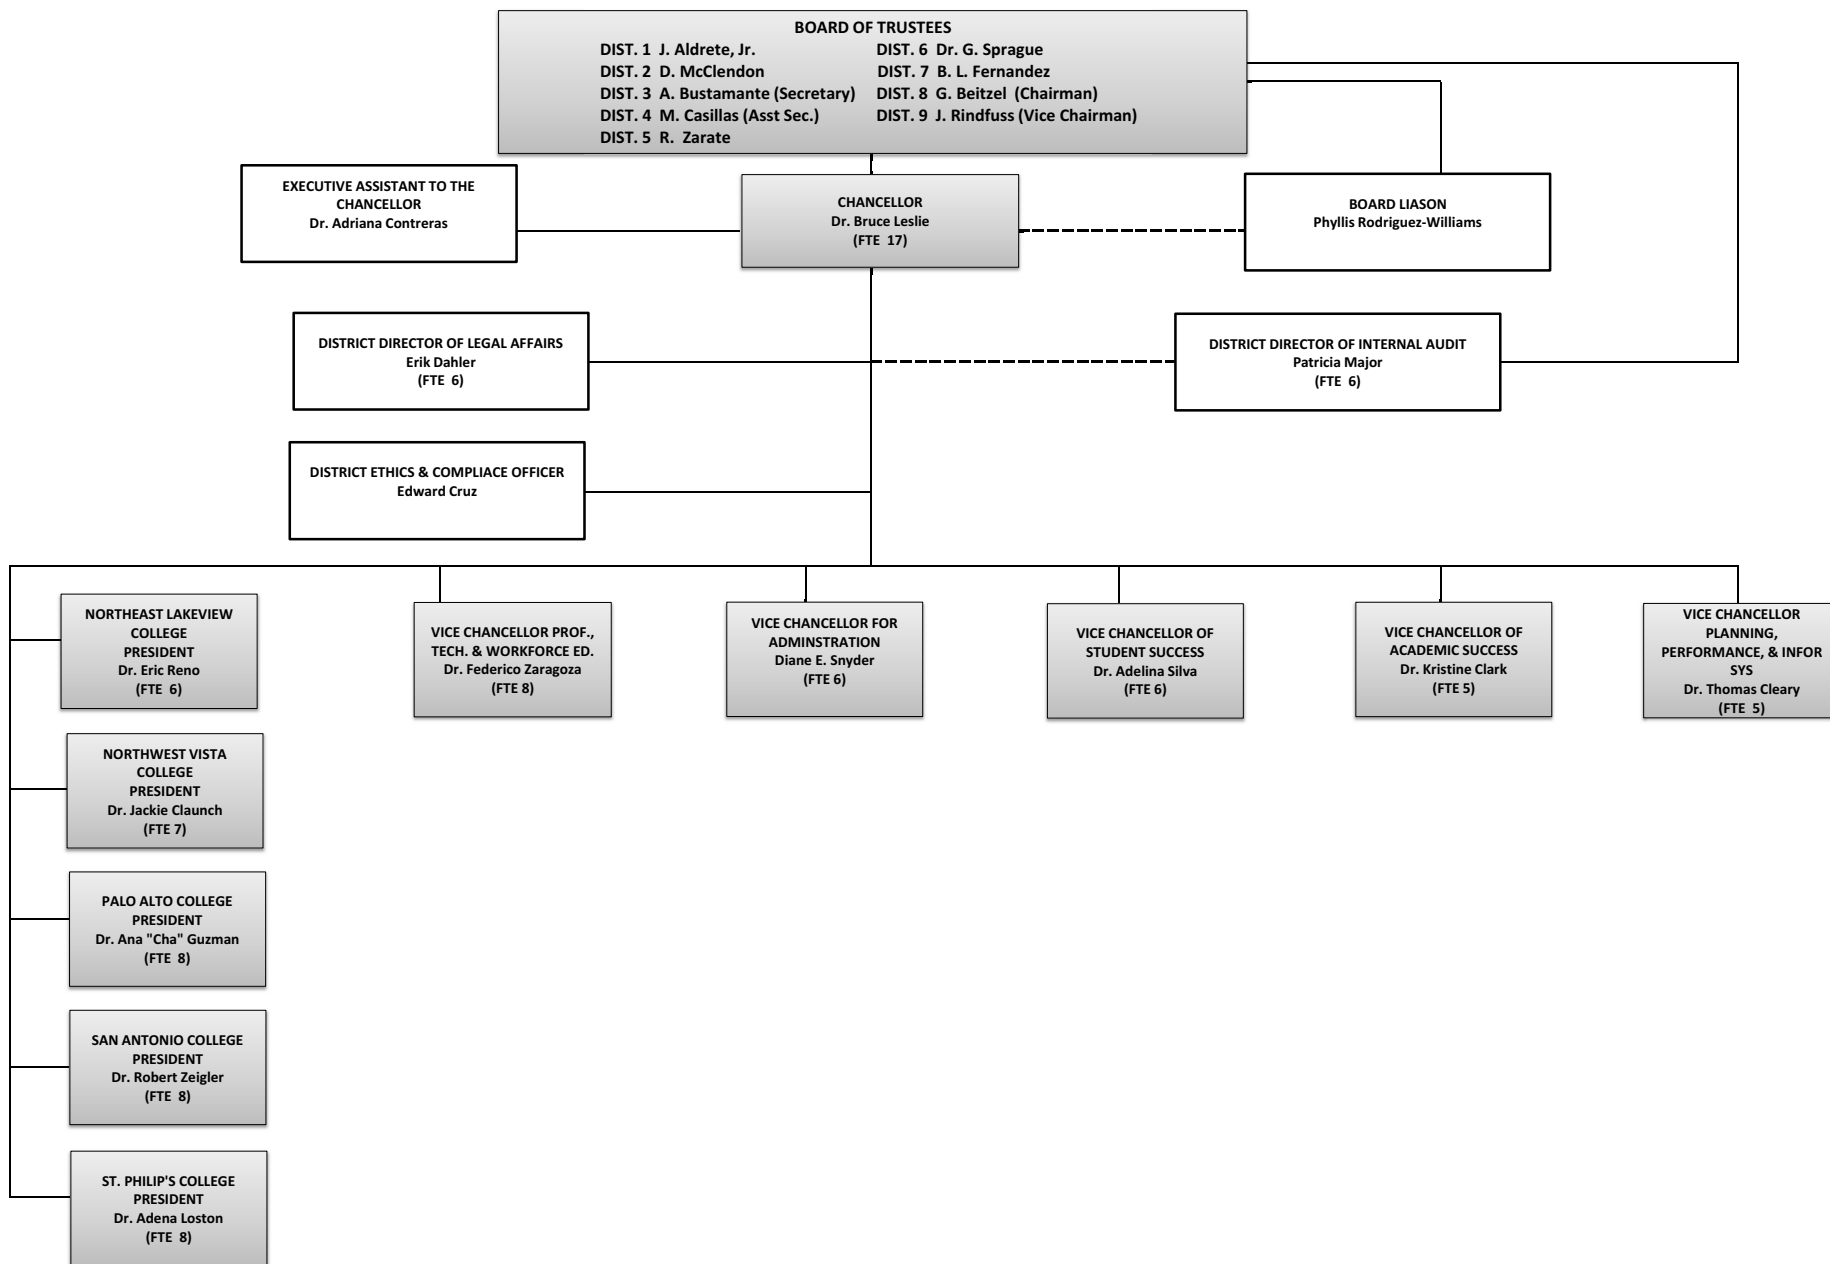 BOARD OF TRUSTEES
DIST. 1 J. Aldrete, Jr. DIST. 6 Dr. G. Sprague
DIST. 2 D. McClendon DIST. 7 B. L. Fernandez
DIST. 3 A. Bustamante (Secretary) DIST. 8 G. Beitzel (Chairman)
DIST. 4 M. Casillas (Asst Sec.) DIST. 9 J. Rindfuss (Vice Chairman)
DIST. 5 R. Zarate
EXECUTIVE ASSISTANT TO THE
CHANCELLOR
Dr. Adriana Contreras
CHANCELLOR
Dr. Bruce Leslie
(FTE 17)
BOARD LIASON
Phyllis Rodriguez-Williams
DISTRICT DIRECTOR OF LEGAL AFFAIRS
Erik Dahler
(FTE 6)
DISTRICT DIRECTOR OF INTERNAL AUDIT
Patricia Major
(FTE 6)
DISTRICT ETHICS & COMPLIACE OFFICER
Edward Cruz
NORTHEAST LAKEVIEW
COLLEGE
PRESIDENT
Dr. Eric Reno
(FTE 6)
VICE CHANCELLOR PROF.,
TECH. & WORKFORCE ED.
Dr. Federico Zaragoza
(FTE 8)
VICE CHANCELLOR FOR
ADMINSTRATION
Diane E. Snyder
(FTE 6)
VICE CHANCELLOR OF
STUDENT SUCCESS
Dr. Adelina Silva
(FTE 6)
VICE CHANCELLOR OF
ACADEMIC SUCCESS
Dr. Kristine Clark
(FTE 5)
VICE CHANCELLOR
PLANNING,
PERFORMANCE, & INFOR
SYS
Dr. Thomas Cleary
(FTE 5)
NORTHWEST VISTA
COLLEGE
PRESIDENT
Dr. Jackie Claunch
(FTE 7)
PALO ALTO COLLEGE
PRESIDENT
Dr. Ana "Cha" Guzman
(FTE 8)
SAN ANTONIO COLLEGE
PRESIDENT
Dr. Robert Zeigler
(FTE 8)
ST. PHILIP'S COLLEGE
PRESIDENT
Dr. Adena Loston
(FTE 8)